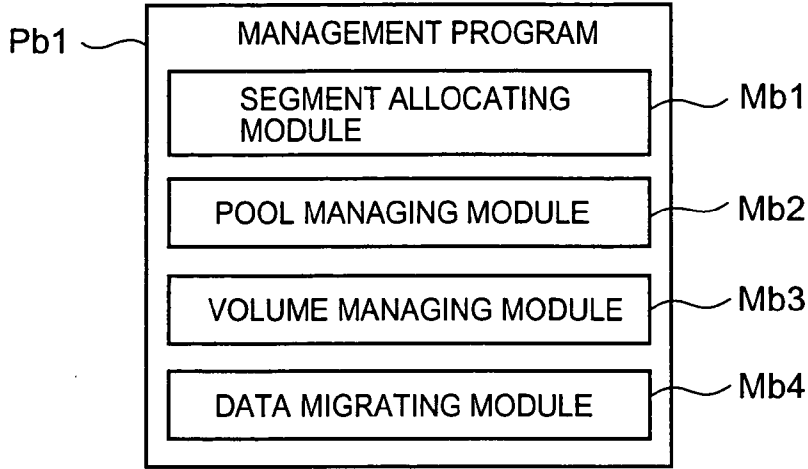 Pb1
MANAGEMENT PROGRAM
SEGMENT ALLOCATING
MODULE
Mb1
POOL MANAGING MODULE
Mb2
VOLUME MANAGING MODULE
Mb3
DATA MIGRATING MODULE
Mb4